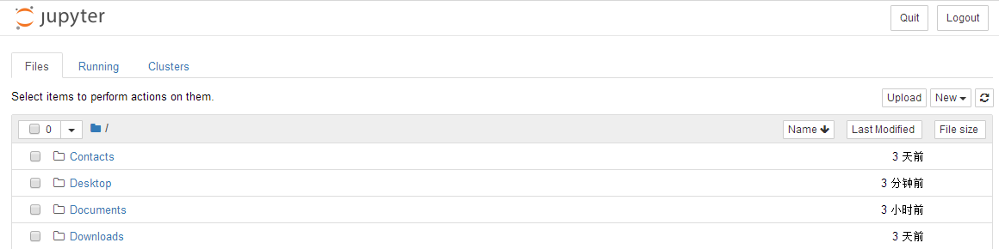 jupyter Quit Logout
Files Running Clusters
Select items to perform actions on them. Upload New
0 / Name Last Modified File size
Contacts 3 天前
Desktop 3 分钟前
Documents 3 小时前
Downloads 3 天前